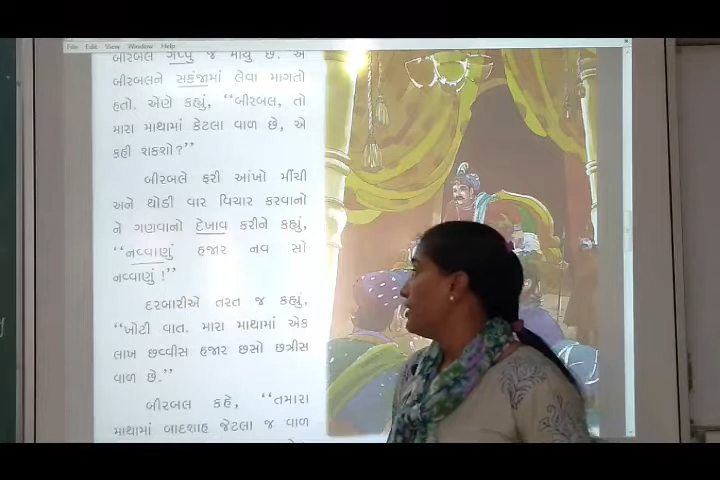 File Edit View Window Help
બીરબલે ગપ્પુ જ માર્યું છે. એ
બીરબલને સકંજામાં લેવા માગતો
હતો. એણે કહ્યું, “બીરબલ, તો
મારા માથામાં કેટલા વાળ છે, એ
કહી શકશો?”
બીરબલે ફરી આંખો મીંચી
અને થોડી વાર વિચાર કરવાનો
ને ગણવાનો દેખાવ કરીને કહ્યું,
“નવ્વાણું હજાર નવ સો
નવ્વાણું!”
દરબારીએ તરત જ કહ્યું,
“ખોટી વાત. મારા માથામાં એક
લાખ છવ્વીસ હજાર છસો છત્રીસ
વાળ છે.”
બીરબલ કહે, “તમારા
માથામાં બાદશાહ જેટલા જ વાળ